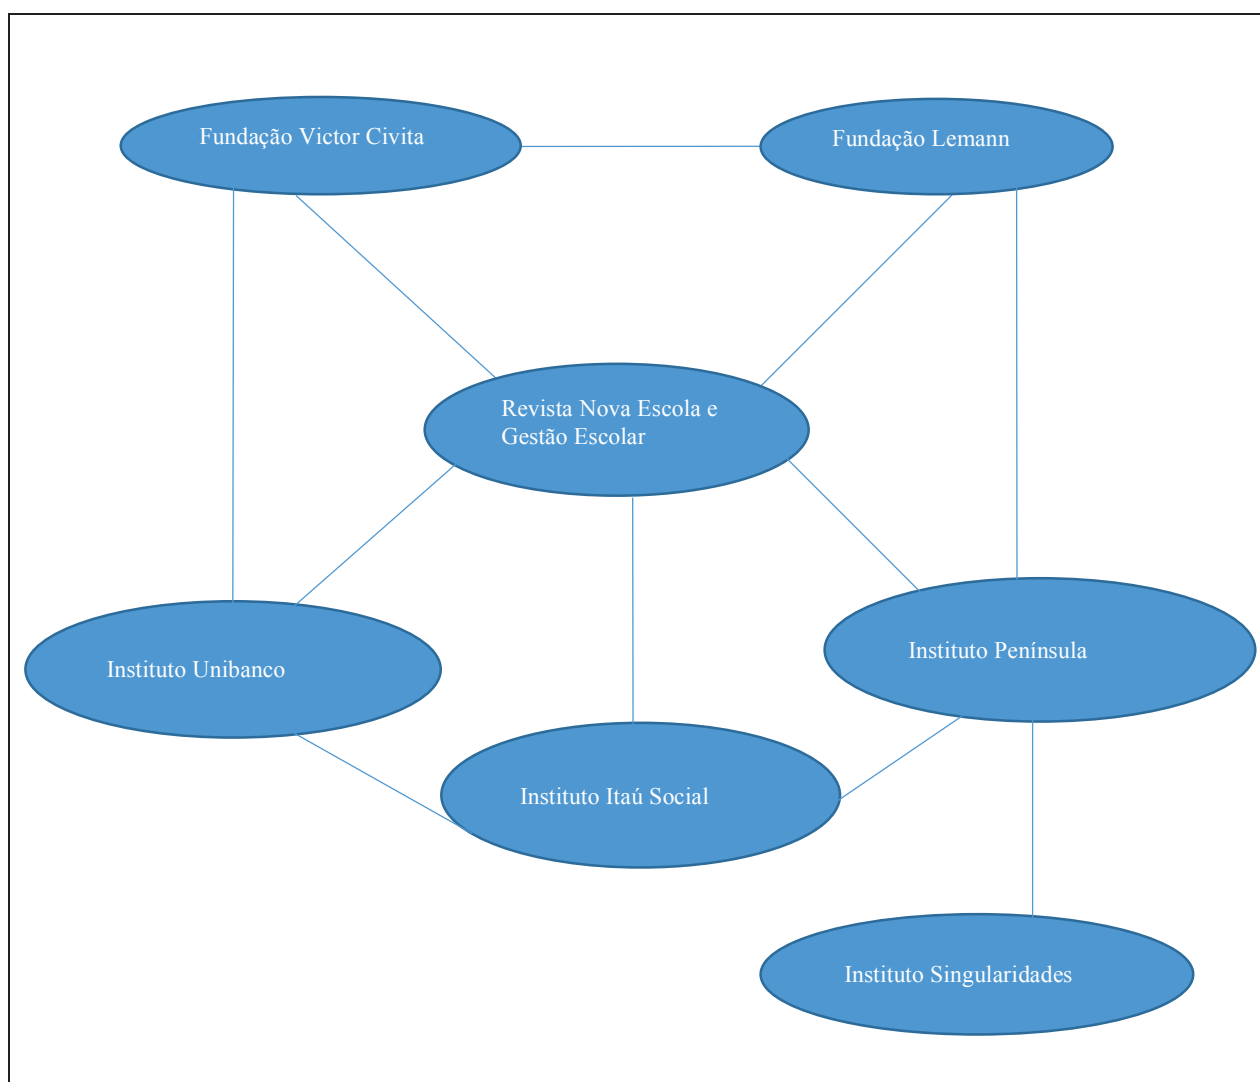 Fundação Victor Civita
Fundação Lemann
Revista Nova Escola e
Gestão Escolar
Instituto Unibanco
Instituto Península
Instituto Itaú Social
Instituto Singularidades